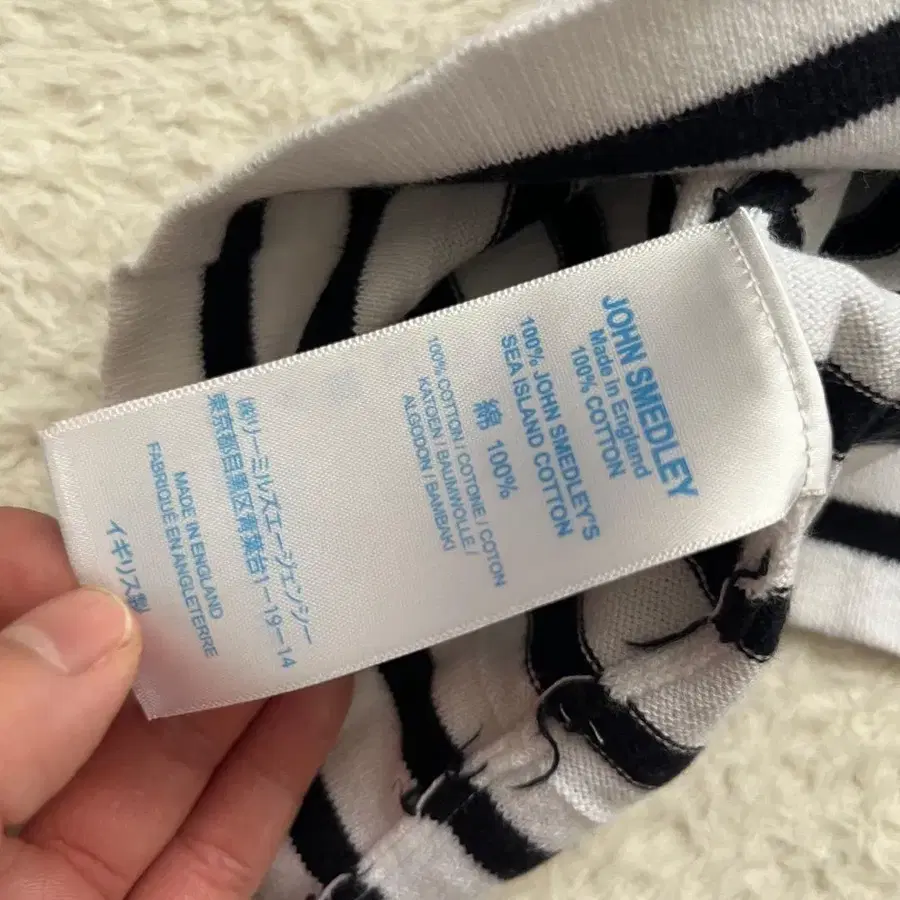 JOHN SMEDLEY
Made in England
100% COTTON
100% JOHN SMEDLEY'S
SEA ISLAND COTTON
綿 100%
100% COTTON / COTONE / COTON
KATOEN / BAUMWOLLE /
ALGODON / BAMBAKI
㈱リーミルズエージェンシー
東京都目黒区青葉台1-19-14
MADE IN ENGLAND
FABRIQUÉ EN ANGLETERRE
イギリス製